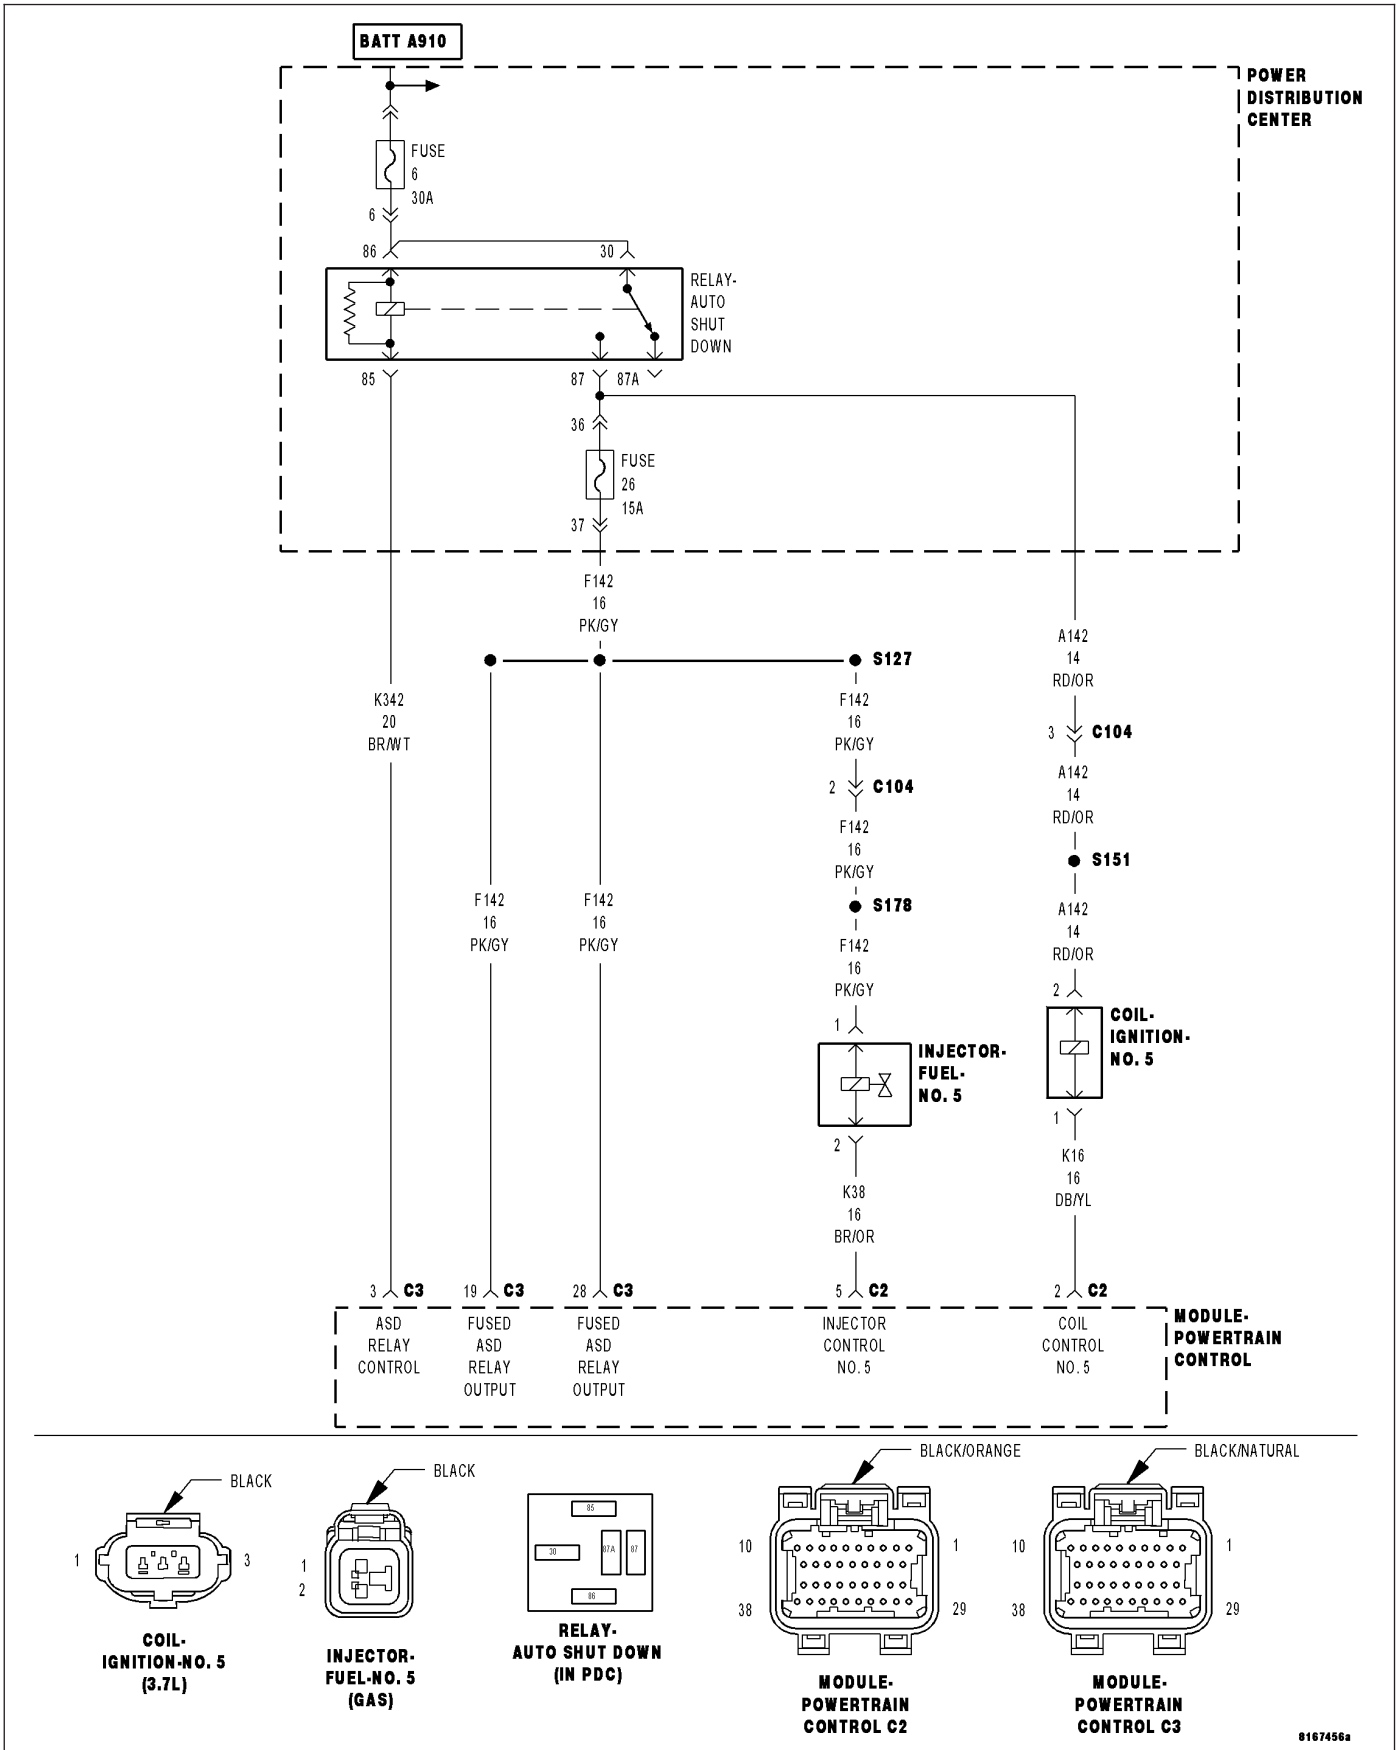 BATT A910
POWER
DISTRIBUTION
CENTER
FUSE
6
30A
6
86
30
RELAY-
AUTO
SHUT
DOWN
85
87
87A
36
FUSE
26
15A
37
F142
16
PK/GY
S127
A142
14
RD/OR
K342
20
BR/WT
F142
16
PK/GY
3
C104
2
C104
A142
14
RD/OR
F142
16
PK/GY
S151
F142
16
PK/GY
F142
16
PK/GY
S178
A142
14
RD/OR
F142
16
PK/GY
2
COIL-
IGNITION-
NO. 5
1
INJECTOR-
FUEL-
NO. 5
1
2
K16
16
DB/YL
K38
16
BR/OR
3
C3
19
C3
28
C3
5
C2
2
C2
MODULE-
POWERTRAIN
CONTROL
ASD
RELAY
CONTROL
FUSED
ASD
RELAY
OUTPUT
FUSED
ASD
RELAY
OUTPUT
INJECTOR
CONTROL
NO. 5
COIL
CONTROL
NO. 5
BLACK
1
3
COIL-
IGNITION-NO. 5
(3.7L)
BLACK
1
2
INJECTOR-
FUEL-NO. 5
(GAS)
85
30
87A
87
86
RELAY-
AUTO SHUT DOWN
(IN PDC)
BLACK/ORANGE
10
1
38
29
MODULE-
POWERTRAIN
CONTROL C2
BLACK/NATURAL
10
1
38
29
MODULE-
POWERTRAIN
CONTROL C3
8167456a